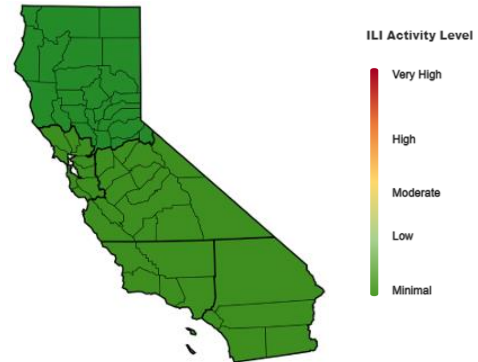 ILI Activity Level
Very High
High
Moderate
Low
Minimal